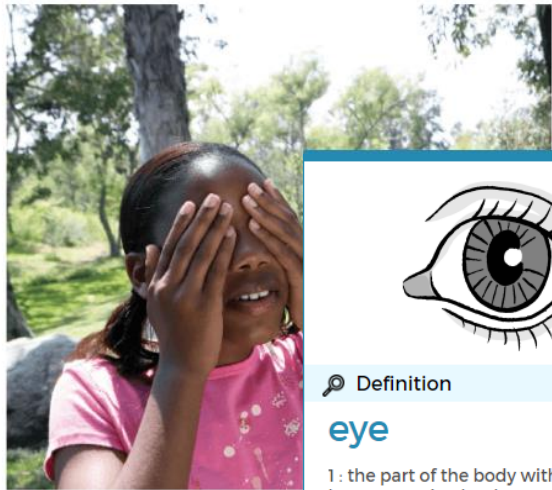 Definition
eye
1 : the part of the body with